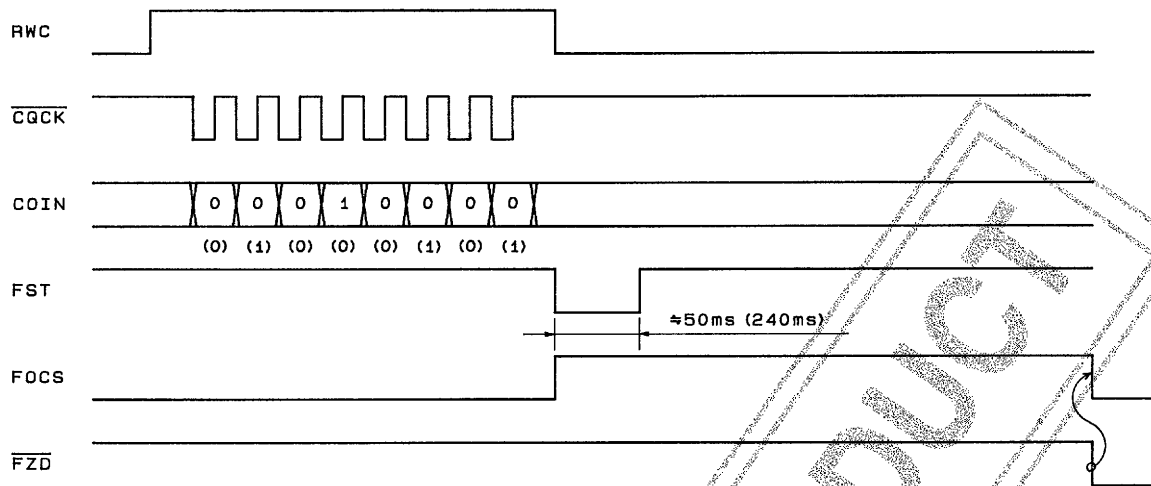 RWC
CQCK
COIN
0 0 0 1 0 0 0 0
(0) (1) (0) (0) (0) (1) (0) (1)
FST
≒50ms (240ms)
FOCS
FZD
DUCT